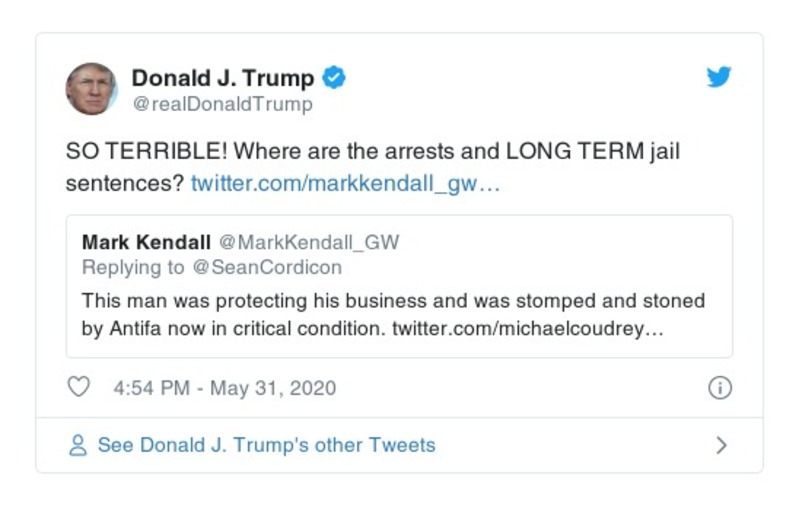 Donald J. Trump
@realDonaldTrump
SO TERRIBLE! Where are the arrests and LONG TERM jail
sentences? twitter.com/markkendall_gw…
Mark Kendall @MarkKendall_GW
Replying to @SeanCordicon
This man was protecting his business and was stomped and stoned
by Antifa now in critical condition. twitter.com/michaelcoudrey…
4:54 PM - May 31, 2020
See Donald J. Trump's other Tweets